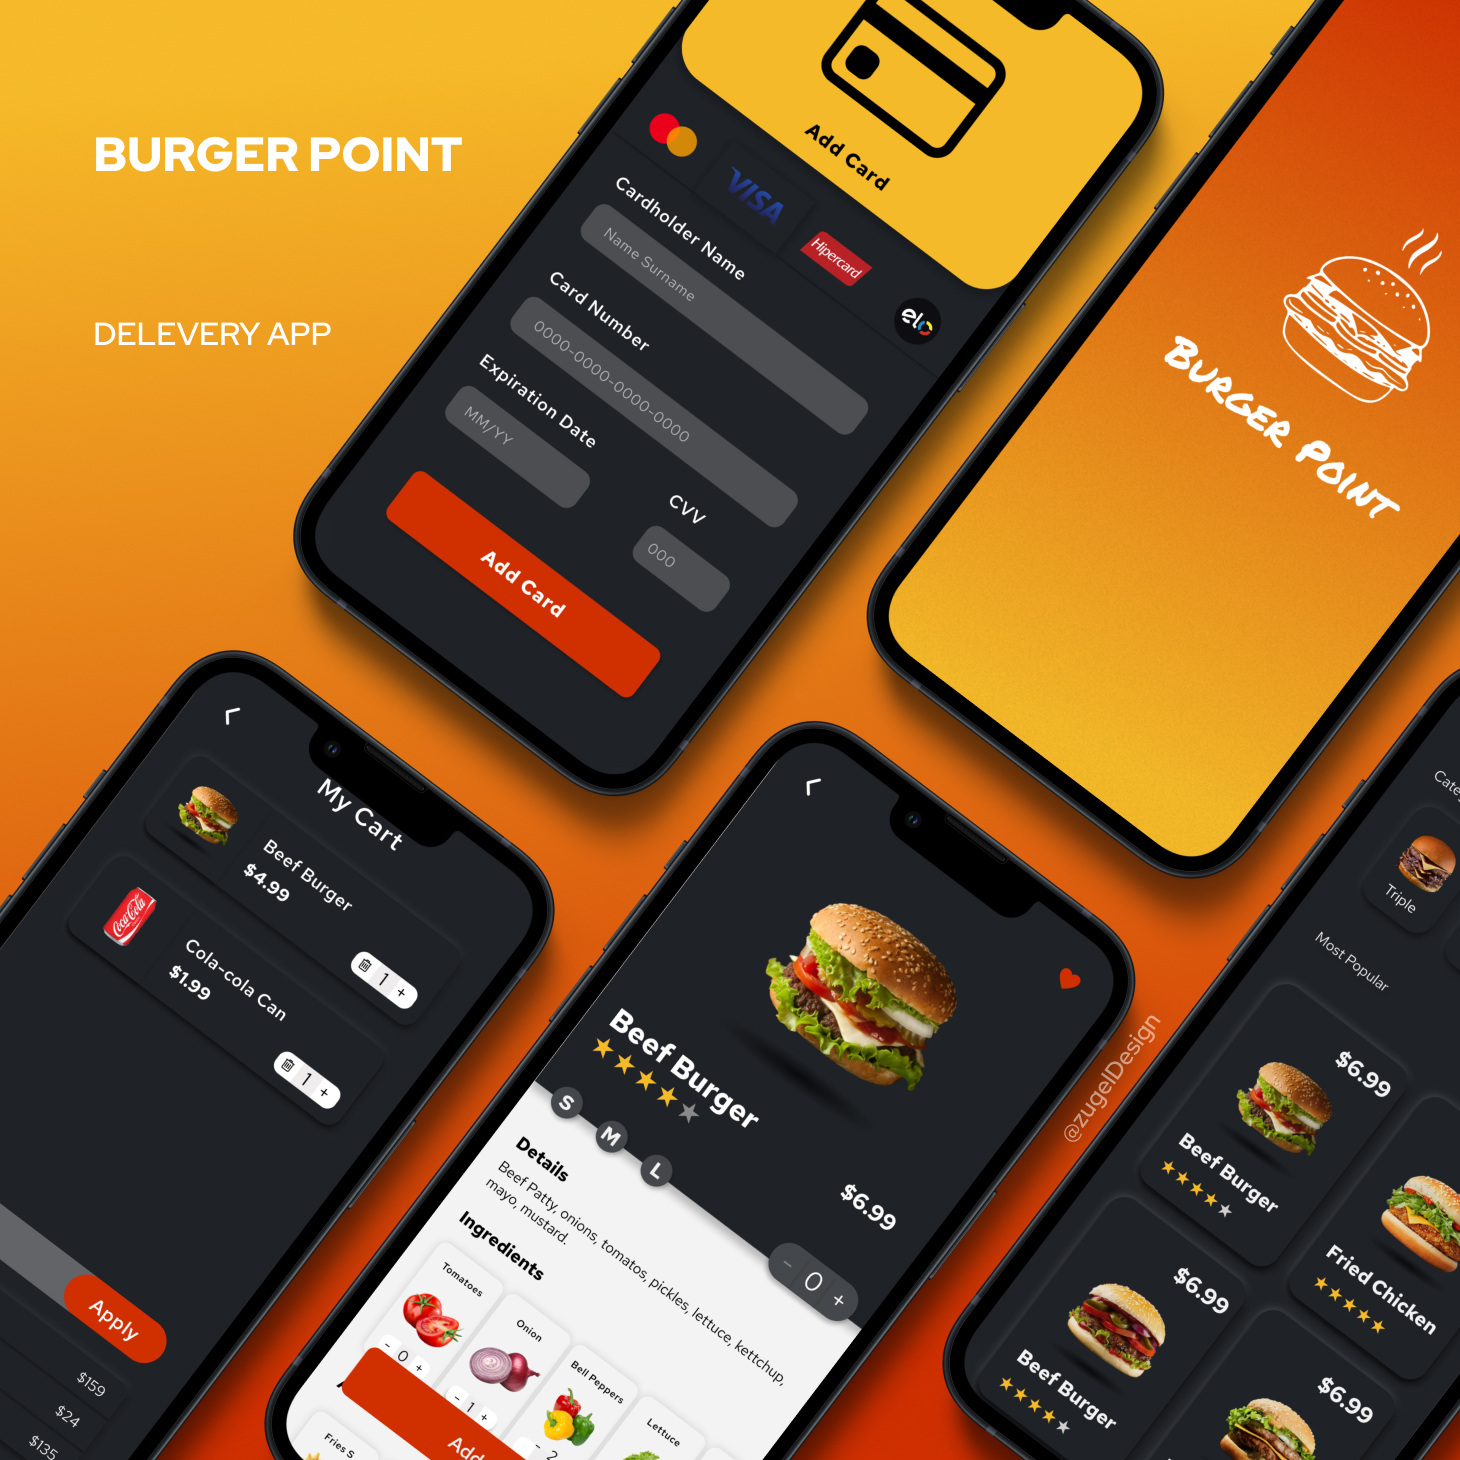 BURGER POINT
DELEVERY APP
Add Card
VISA
Hipercard
elo
Cardholder Name
Name Surname
Card Number
0000-0000-0000-0000
Expiration Date
MM/YY
CVV
000
Add Card
BURGER POINT
My Cart
Beef Burger
$4.99
1 +
Coca-Cola
Cola-cola Can
$1.99
1 +
Apply
$159
$24
$135
Beef Burger
S
M
L
$6.99
- 0 +
Details
Beef Patty, onions, tomatos, pickles, lettuce, kettchup,
mayo, mustard.
Ingredients
Tomatoes
- 0 +
Onion
- 1 +
Bell Peppers
- 2
Lettuce
Fries S
Add
@zugelDesign
Triple
Most Popular
$6.99
Beef Burger
Fried Chicken
$6.99
Beef Burger
$6.99